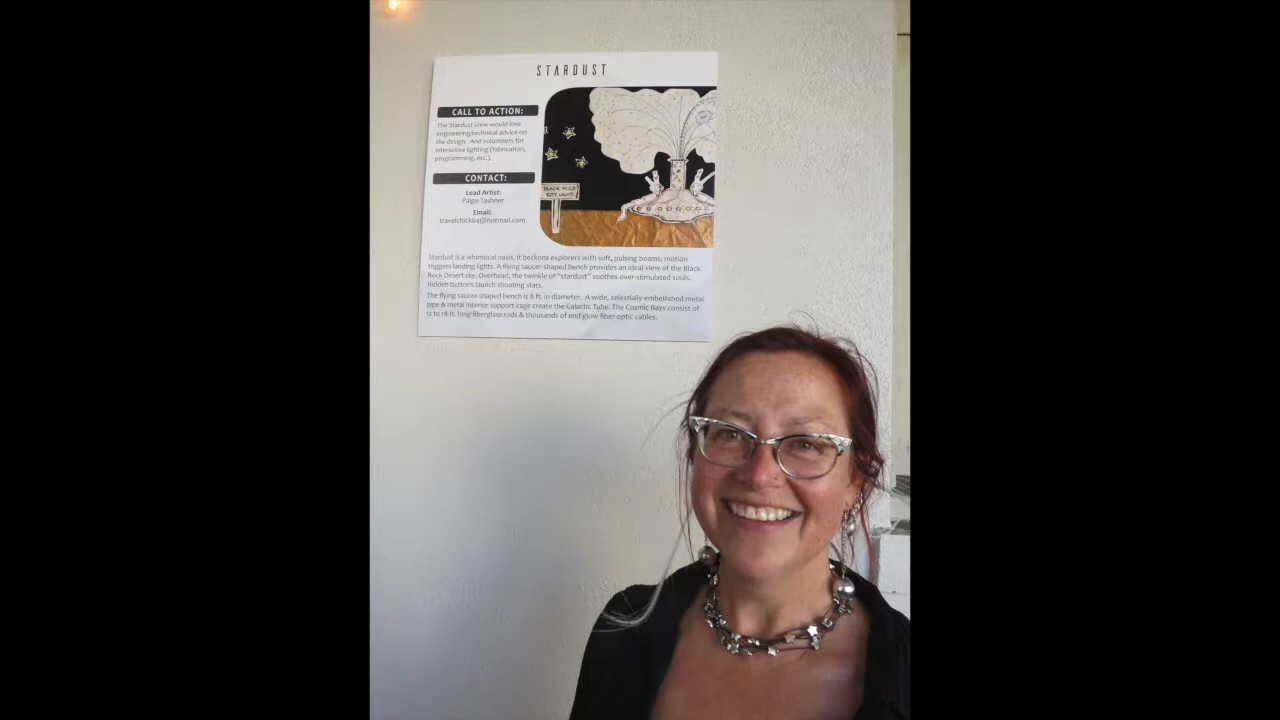 STARDUST
CALL TO ACTION:
The Stardust crew would love
engineering/technical advice on
the design. And volunteers for
interactive lighting (fabrication,
programming, etc.).
CONTACT:
Lead Artist:
Paige Tashner
Email:
travelchick64@hotmail.com
BLACK ROCK
CITY LIMITS
Stardust is a whimsical oasis. It beckons explorers with soft, pulsing beams; motion
triggers landing lights. A flying saucer-shaped bench provides an ideal view of the Black
Rock Desert sky. Overhead, the twinkle of "stardust" soothes over-stimulated souls.
Hidden buttons launch shooting stars.
The flying saucer-shaped bench is 8 ft. in diameter. A wide, celestially-embellished metal
pipe & metal interior support cage create the Galactic Tube. The Cosmic Rays consist of
12 to 18 ft. long fiberglass rods & thousands of end-glow fiber-optic cables.